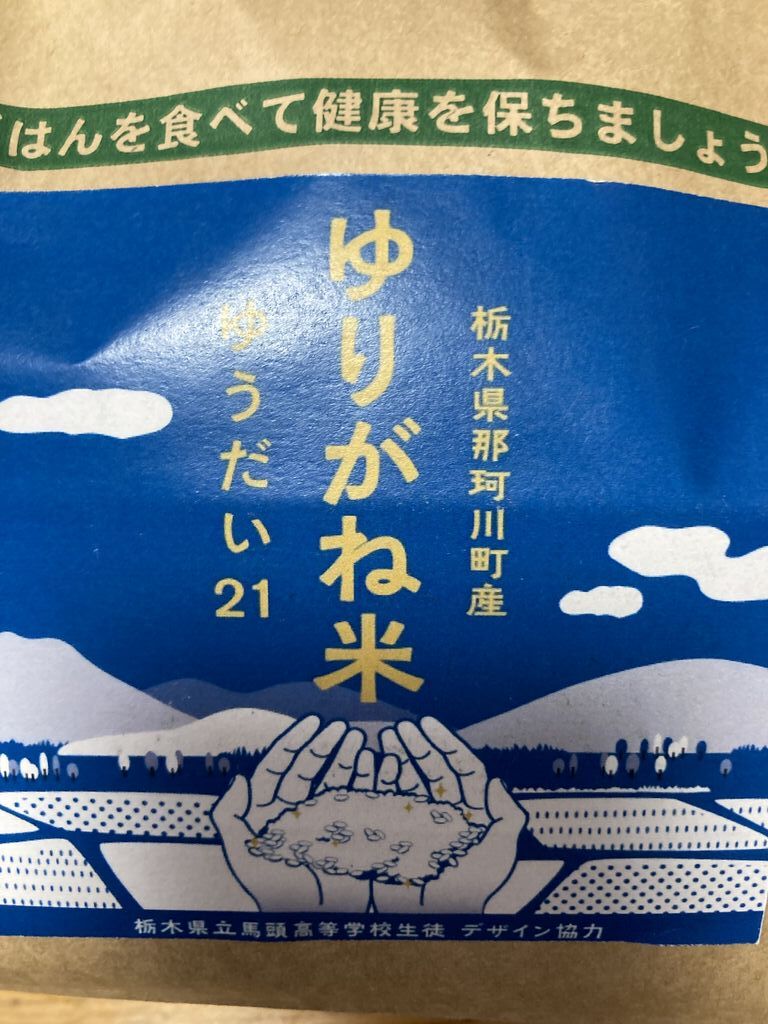 ごはんを食べて健康を保ちましょう
栃木県那珂川町産
ゆりがね米
ゆうだい21
栃木県立馬頭高等学校生徒 デザイン協力